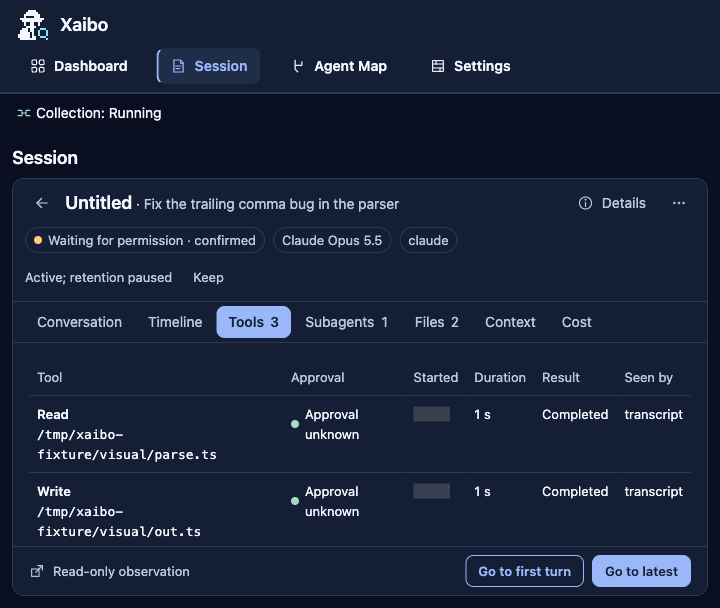 Xaibo
Dashboard
Session
Agent Map
Settings
Collection: Running
Session
Untitled · Fix the trailing comma bug in the parser
Details
Waiting for permission · confirmed
Claude Opus 5.5
claude
Active; retention paused
Keep
Conversation
Timeline
Tools 3
Subagents 1
Files 2
Context
Cost
Tool
Approval
Started
Duration
Result
Seen by
Read
/tmp/xaibo-
fixture/visual/parse.ts
Approval
unknown
1 s
Completed
transcript
Write
/tmp/xaibo-
fixture/visual/out.ts
Approval
unknown
1 s
Completed
transcript
Read-only observation
Go to first turn
Go to latest